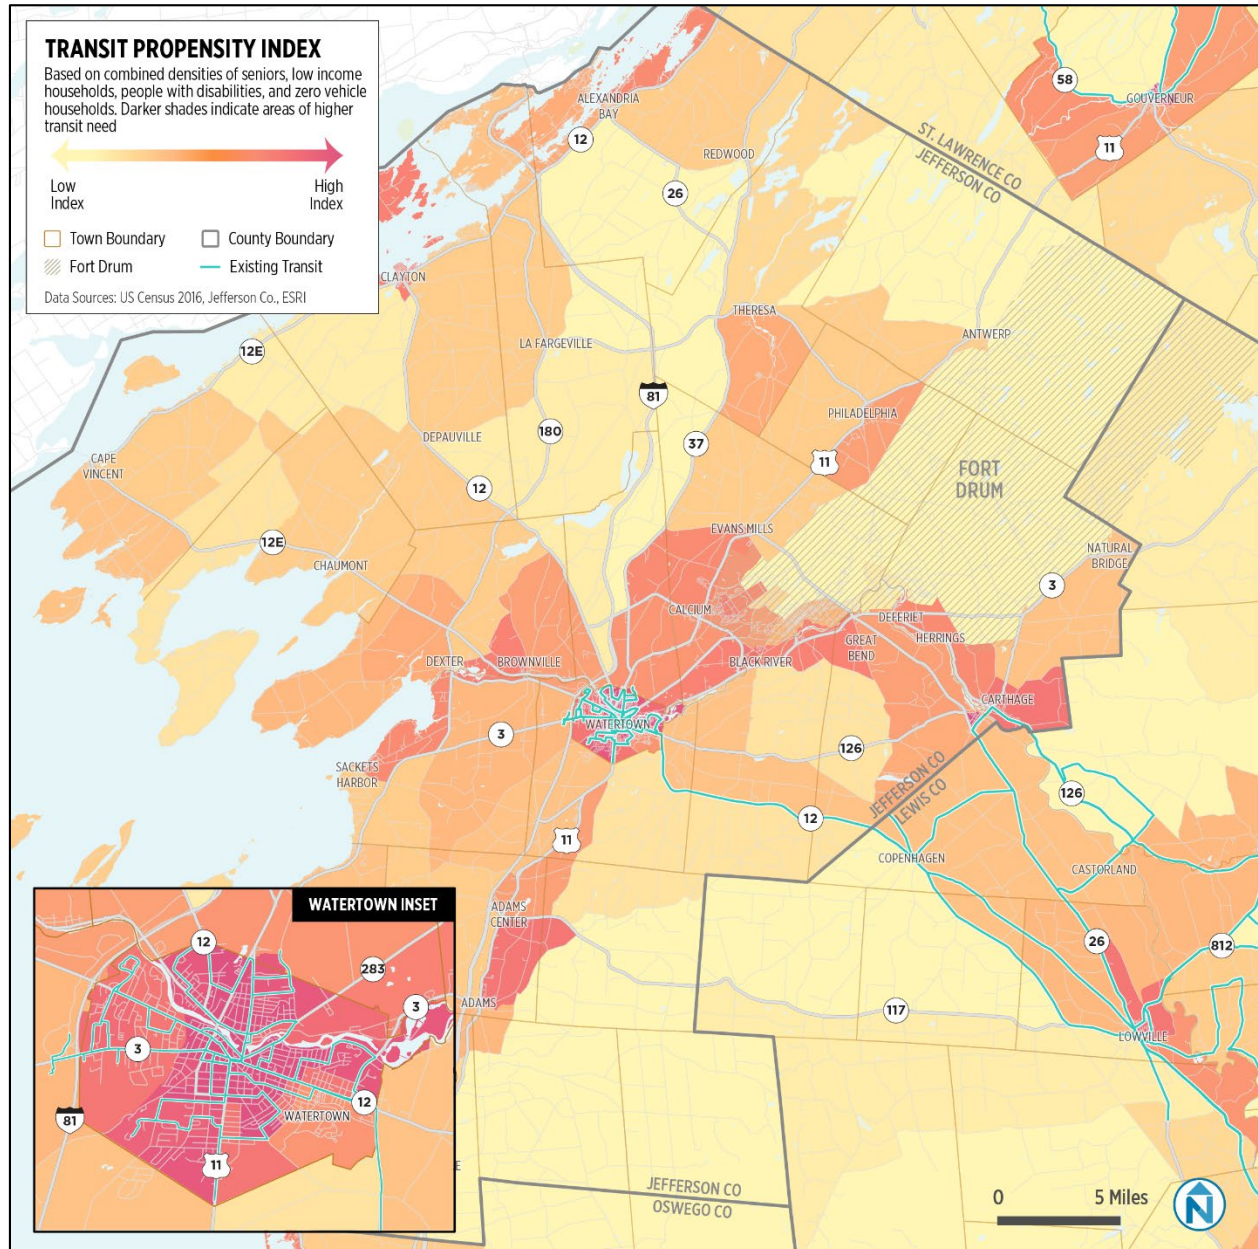 TRANSIT PROPENSITY INDEX
Based on combined densities of seniors, low income
households, people with disabilities, and zero vehicle
households. Darker shades indicate areas of higher
transit need
Low
Index
High
Index
Town Boundary
County Boundary
Fort Drum
Existing Transit
Data Sources: US Census 2016, Jefferson Co., ESRI
58
GOUVERNEUR
ALEXANDRIA
BAY
12
11
REDWOOD
ST. LAWRENCE CO
JEFFERSON CO
26
CLAYTON
THERESA
ANTWERP
LA FARGEVILLE
12E
81
PHILADELPHIA
DEPAUVILLE
180
37
CAPE
VINCENT
11
FORT
DRUM
12
EVANS MILLS
12E
NATURAL
BRIDGE
CHAUMONT
3
CALCIUM
DEFERIET
HERRINGS
GREAT
BEND
DEXTER
BROWNVILLE
BLACK RIVER
CARTHAGE
WATERTOWN
3
126
SACKETS
HARBOR
JEFFERSON CO
LEWIS CO
126
12
11
COPENHAGEN
CASTORLAND
ADAMS
CENTER
26
812
ADAMS
117
LOWVILLE
WATERTOWN INSET
12
283
3
3
12
WATERTOWN
81
11
E
JEFFERSON CO
OSWEGO CO
0
5 Miles
N